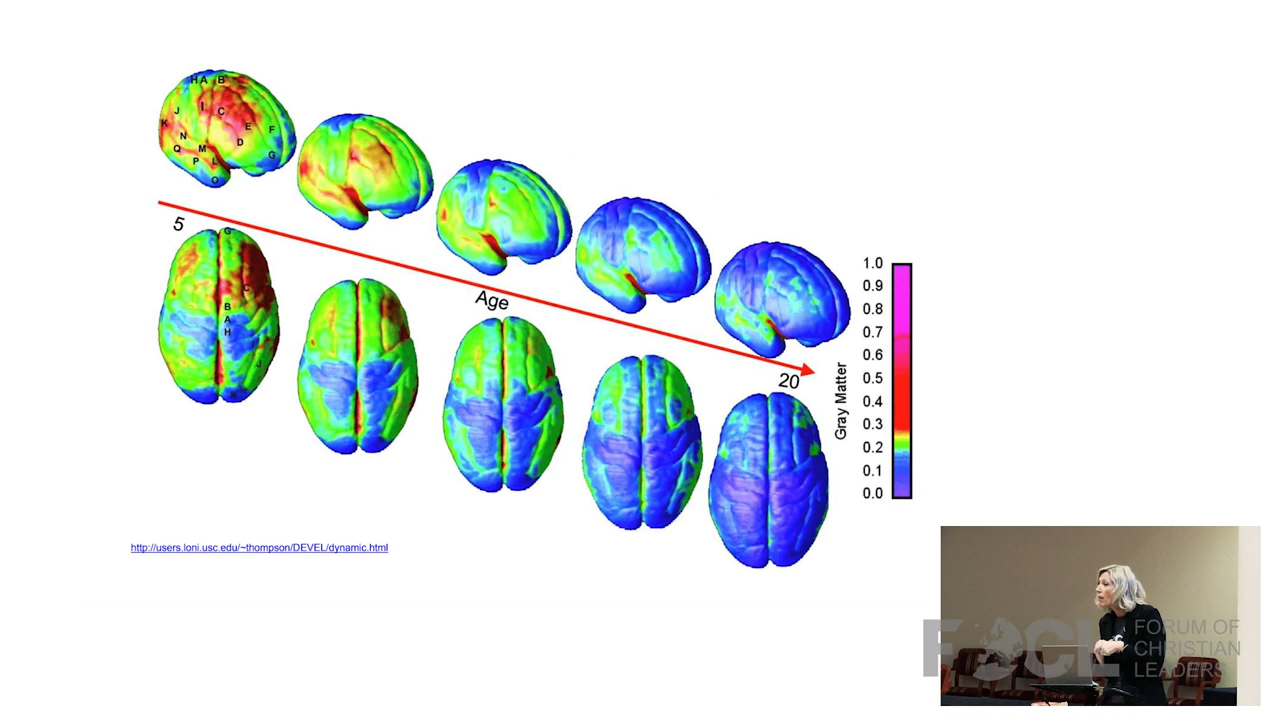 H A B
I
C
J
K
E
F
N
D
Q
M
G
P
L
O
5
G
C
B
A
H
J
K
Age
20
Gray Matter
1.0
0.9
0.8
0.7
0.6
0.5
0.4
0.3
0.2
0.1
0.0
http://users.loni.usc.edu/~thompson/DEVEL/dynamic.html
FOCL
FORUM OF
CHRISTIAN
LEADERS